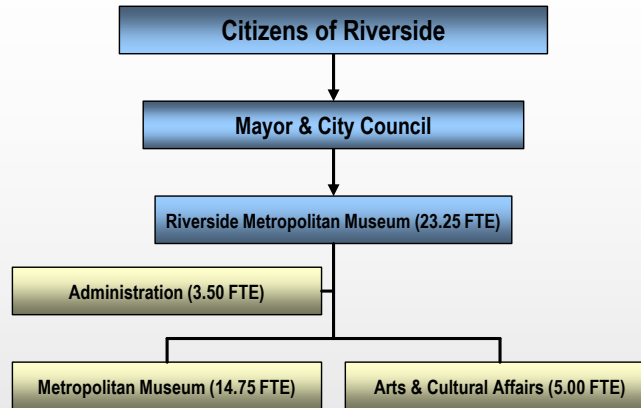 Citizens of Riverside
Mayor & City Council
Riverside Metropolitan Museum (23.25 FTE)
Administration (3.50 FTE)
Metropolitan Museum (14.75 FTE)
Arts & Cultural Affairs (5.00 FTE)